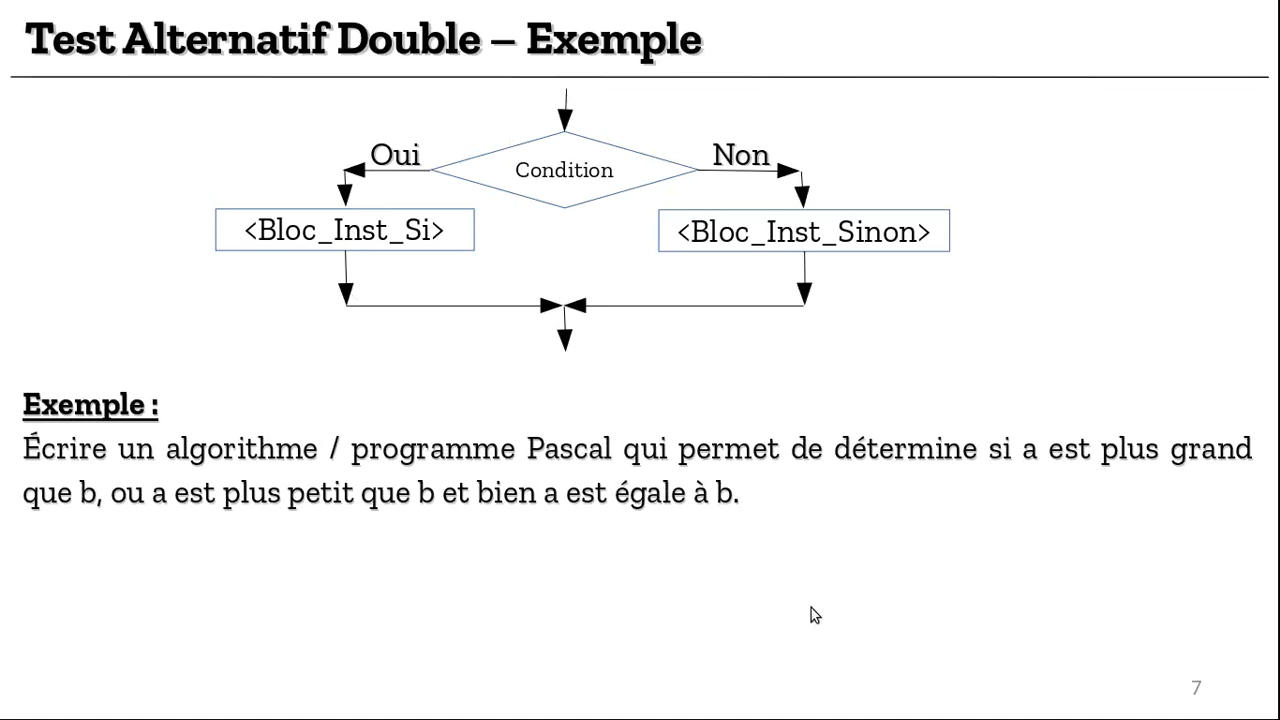 Test Alternatif Double – Exemple
Oui
Condition
Non
<Bloc_Inst_Si>
<Bloc_Inst_Sinon>
Exemple :
Écrire un algorithme / programme Pascal qui permet de détermine si a est plus grand
que b, ou a est plus petit que b et bien a est égale à b.
7